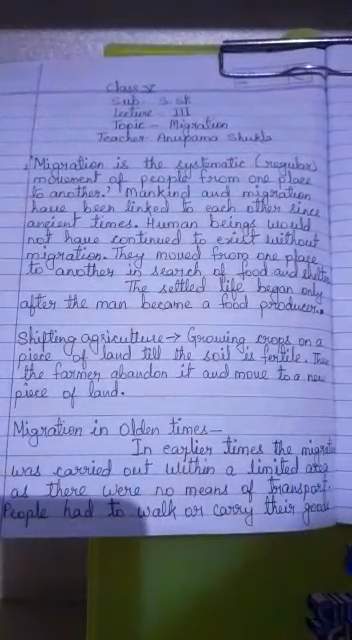 Class V
Sub- S.St
Lecture - III
Topic - Migration
Teacher- Anupama Shukla
'Migration is the systematic (regular)
movement of people from one place
to another.' Mankind and migration
have been linked to each other since
ancient times. Human beings would
not have continued to exist without
migration. They moved from one place
to another in search of food and shelter
The settled life began only
after the man became a food producer.
Shifting agriculture → Growing crops on a
piece of land till the soil is fertile. Then
the farmer abandon it and move to a new
piece of land.
Migration in Olden times-
In earlier times the migration
was carried out within a limited area
as there were no means of transport.
People had to walk or carry their goods